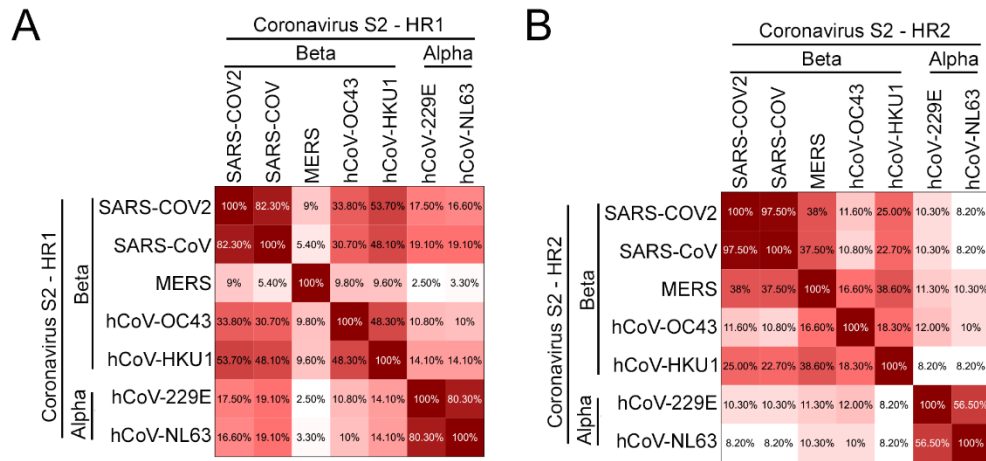 A
Coronavirus S2 - HR1
Beta Alpha
SARS-COV2 SARS-COV MERS hCoV-OC43 hCoV-HKU1 hCoV-229E hCoV-NL63
Coronavirus S2 - HR1
Beta
Alpha
SARS-COV2 100% 82.30% 9% 33.80% 53.70% 17.50% 16.60%
SARS-CoV 82.30% 100% 5.40% 30.70% 48.10% 19.10% 19.10%
MERS 9% 5.40% 100% 9.80% 9.60% 2.50% 3.30%
hCoV-OC43 33.80% 30.70% 9.80% 100% 48.30% 10.80% 10%
hCoV-HKU1 53.70% 48.10% 9.60% 48.30% 100% 14.10% 14.10%
hCoV-229E 17.50% 19.10% 2.50% 10.80% 14.10% 100% 80.30%
hCoV-NL63 16.60% 19.10% 3.30% 10% 14.10% 80.30% 100%
B
Coronavirus S2 - HR2
Beta Alpha
SARS-COV2 SARS-COV MERS hCoV-OC43 hCoV-HKU1 hCoV-229E hCoV-NL63
Coronavirus S2 - HR2
Beta
Alpha
SARS-COV2 100% 97.50% 38% 11.60% 25.00% 10.30% 8.20%
SARS-CoV 97.50% 100% 37.50% 10.80% 22.70% 10.30% 8.20%
MERS 38% 37.50% 100% 16.60% 38.60% 11.30% 10.30%
hCoV-OC43 11.60% 10.80% 16.60% 100% 18.30% 12.00% 10%
hCoV-HKU1 25.00% 22.70% 38.60% 18.30% 100% 8.20% 8.20%
hCoV-229E 10.30% 10.30% 11.30% 12.00% 8.20% 100% 56.50%
hCoV-NL63 8.20% 8.20% 10.30% 10% 8.20% 56.50% 100%